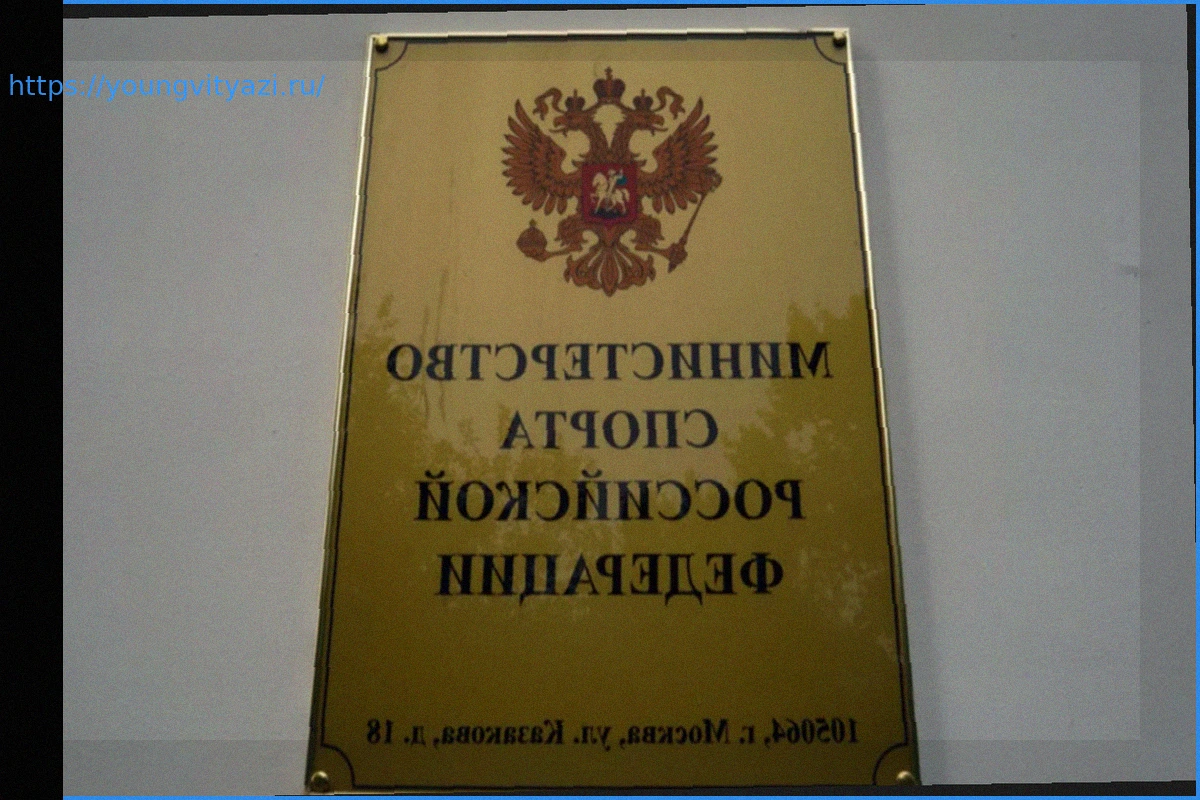 https://youngvityazi.ru/
МИНИСТЕРСТВО
СПОРТА
РОССИЙСКОЙ
ФЕДЕРАЦИИ
105064, г. Москва, ул. Казакова, д. 18